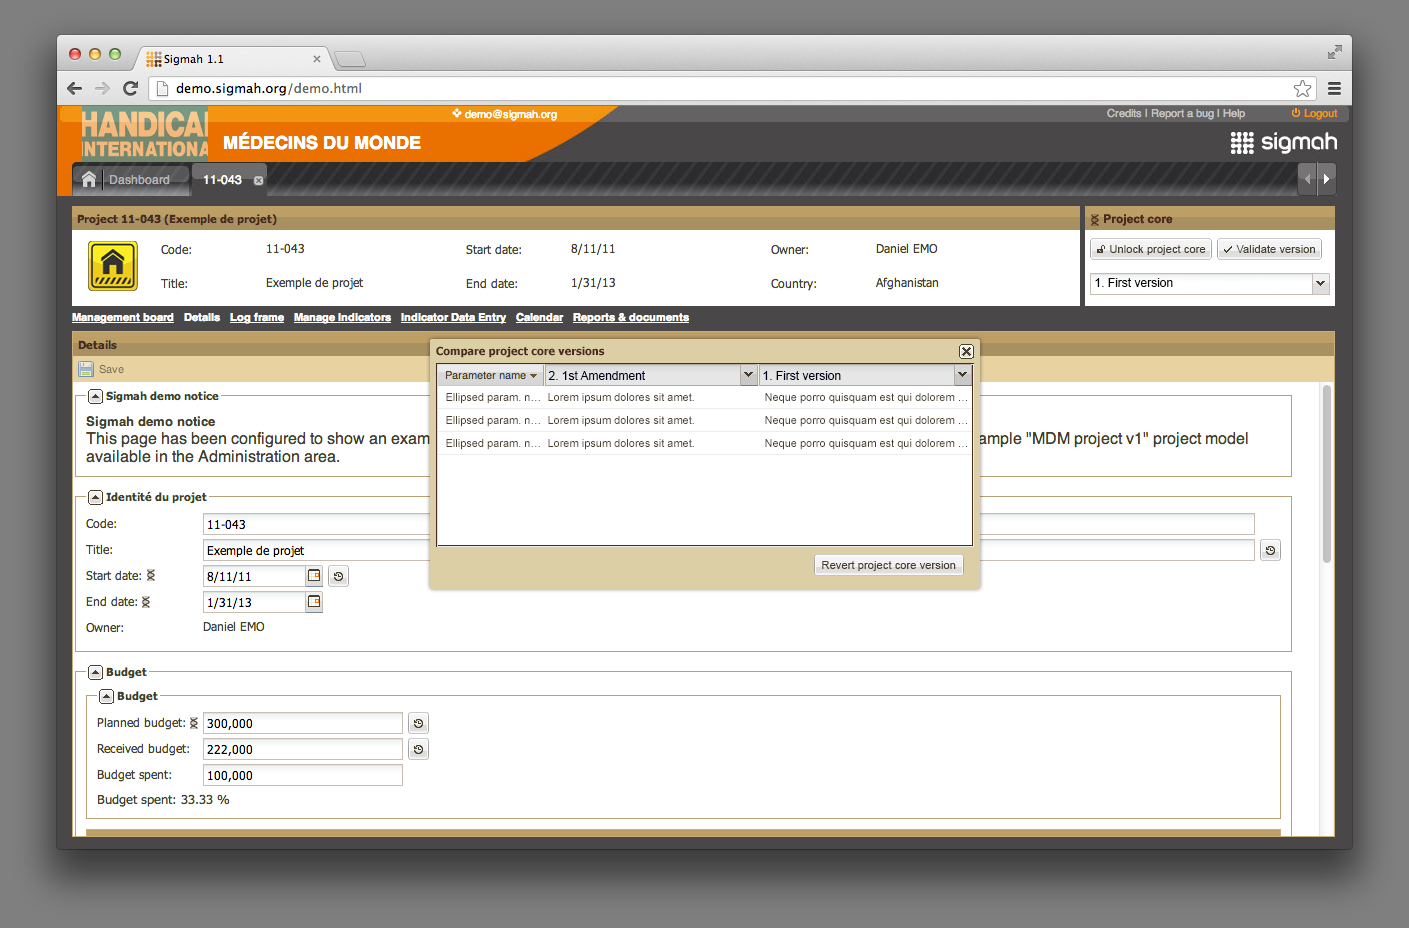 Sigmah 1.1
demo.sigmah.org/demo.html
HANDICA
INTERNATIONA
MÉDECINS DU MONDE
demo@sigmah.org
Credits | Report a bug | Help
Logout
sigmah
Dashboard
11-043
Project 11-043 (Exemple de projet)
Code: 11-043 Start date: 8/11/11 Owner: Daniel EMO
Title: Exemple de projet End date: 1/31/13 Country: Afghanistan
Project core
Unlock project core Validate version
1. First version
Management board Details Log frame Manage Indicators Indicator Data Entry Calendar Reports & documents
Details
Save
Compare project core versions
Parameter name 2. 1st Amendment 1. First version
Ellipsed param. n... Lorem ipsum dolores sit amet. Neque porro quisquam est qui dolorem ...
Ellipsed param. n... Lorem ipsum dolores sit amet. Neque porro quisquam est qui dolorem ...
Ellipsed param. n... Lorem ipsum dolores sit amet. Neque porro quisquam est qui dolorem ...
Revert project core version
Sigmah demo notice
Sigmah demo notice
This page has been configured to show an exam ample "MDM project v1" project model
available in the Administration area.
Identité du projet
Code: 11-043
Title: Exemple de projet
Start date: 8/11/11
End date: 1/31/13
Owner: Daniel EMO
Budget
Budget
Planned budget: 300,000
Received budget: 222,000
Budget spent: 100,000
Budget spent: 33.33 %